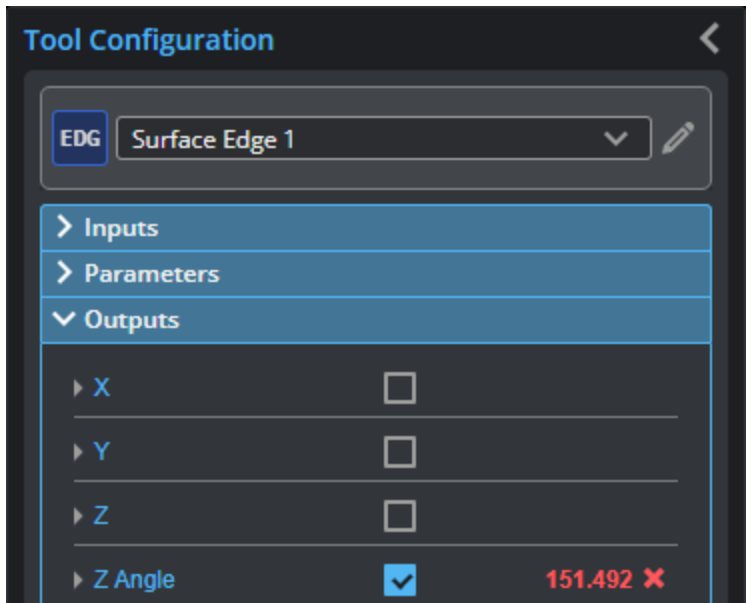 Tool Configuration
EDG Surface Edge 1
Inputs
Parameters
Outputs
X
Y
Z
Z Angle 151.492